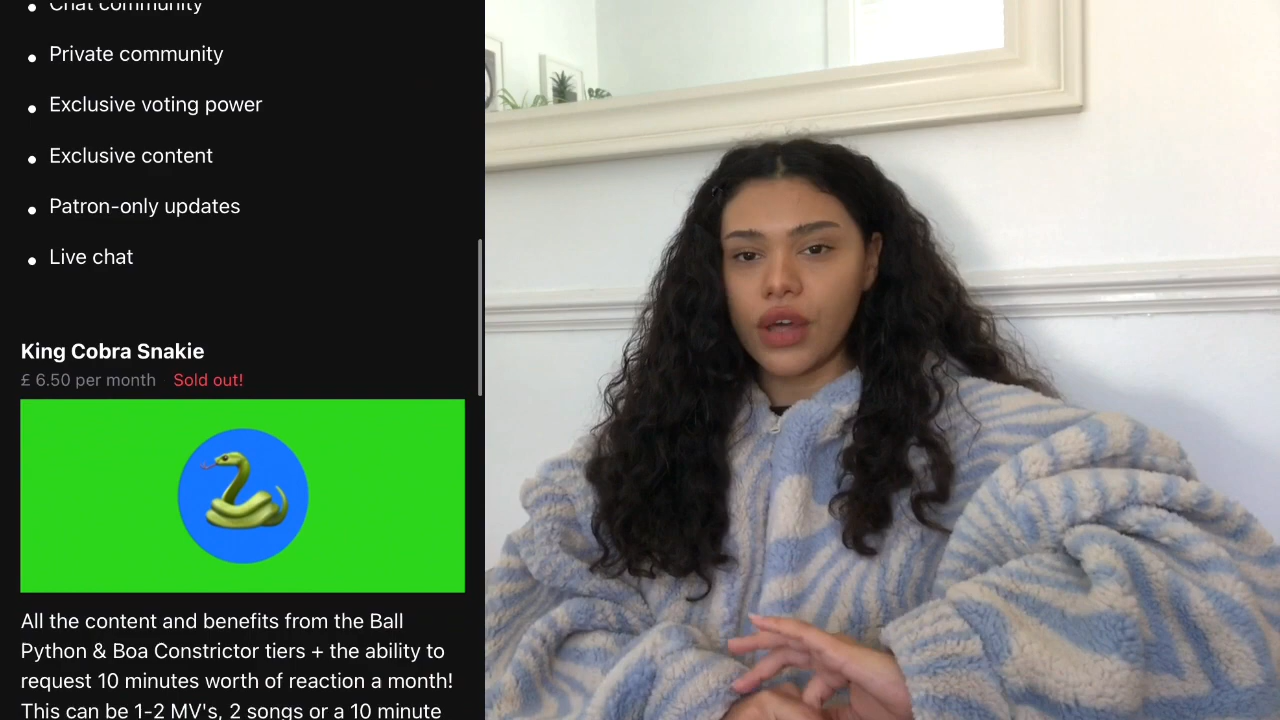 Chat community
Private community
Exclusive voting power
Exclusive content
Patron-only updates
Live chat
King Cobra Snakie
£ 6.50 per month · Sold out!
All the content and benefits from the Ball
Python & Boa Constrictor tiers + the ability to
request 10 minutes worth of reaction a month!
This can be 1-2 MV's, 2 songs or a 10 minute